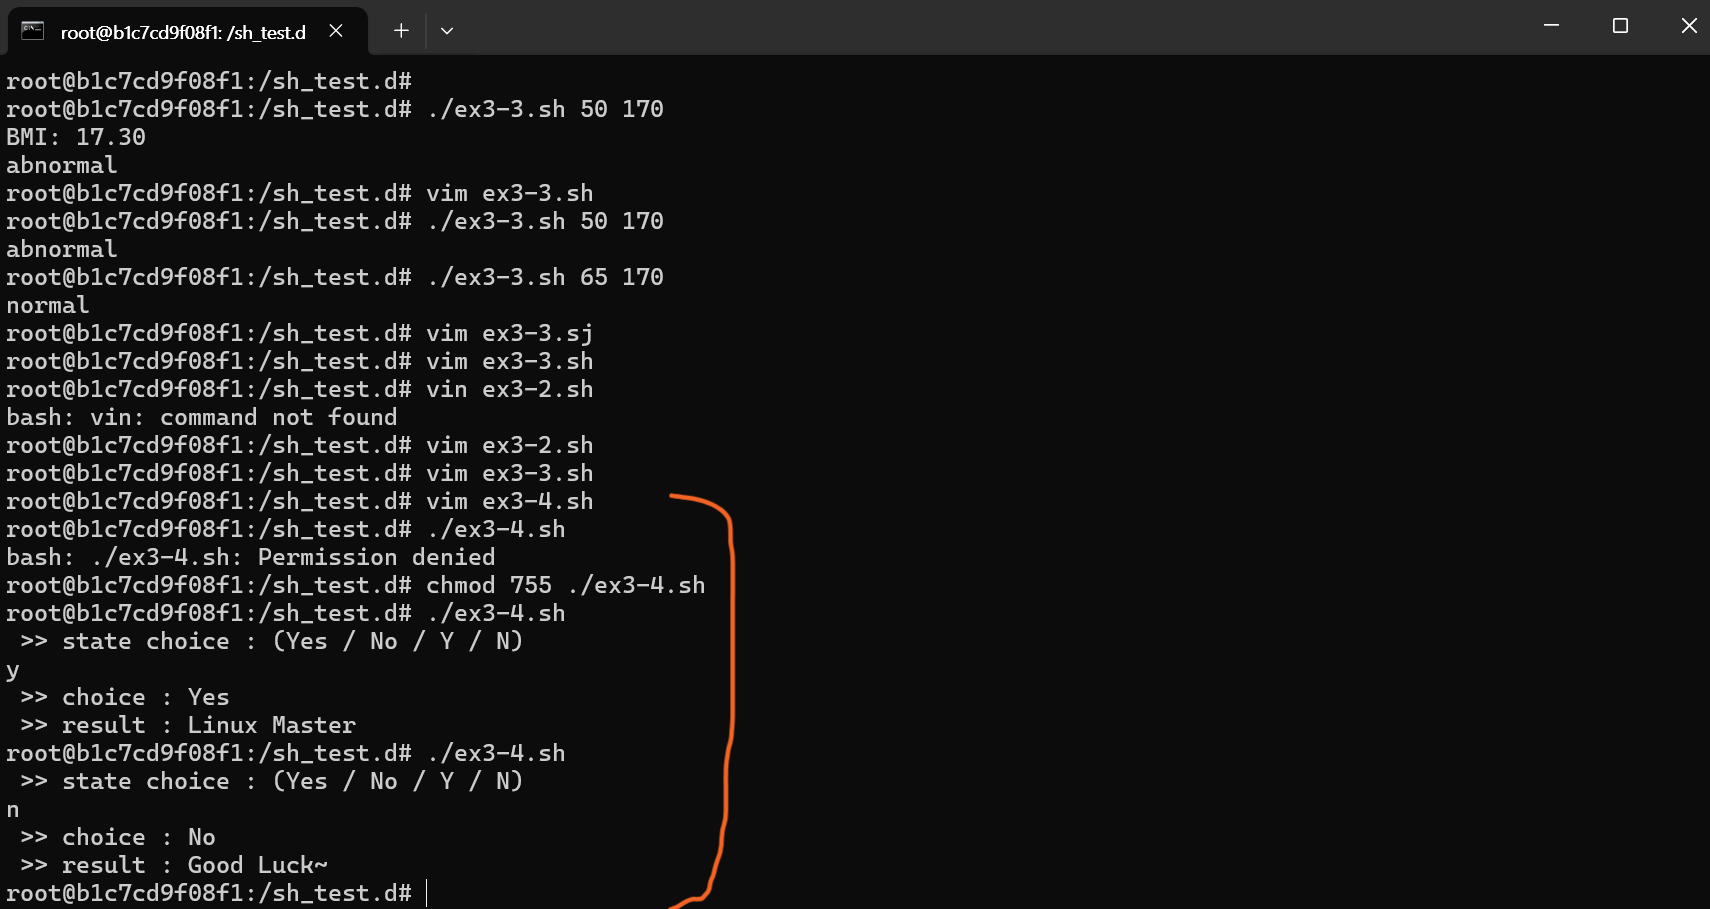 root@b1c7cd9f08f1: /sh_test.d
root@b1c7cd9f08f1:/sh_test.d#
root@b1c7cd9f08f1:/sh_test.d# ./ex3-3.sh 50 170
BMI: 17.30
abnormal
root@b1c7cd9f08f1:/sh_test.d# vim ex3-3.sh
root@b1c7cd9f08f1:/sh_test.d# ./ex3-3.sh 50 170
abnormal
root@b1c7cd9f08f1:/sh_test.d# ./ex3-3.sh 65 170
normal
root@b1c7cd9f08f1:/sh_test.d# vim ex3-3.sj
root@b1c7cd9f08f1:/sh_test.d# vim ex3-3.sh
root@b1c7cd9f08f1:/sh_test.d# vin ex3-2.sh
bash: vin: command not found
root@b1c7cd9f08f1:/sh_test.d# vim ex3-2.sh
root@b1c7cd9f08f1:/sh_test.d# vim ex3-3.sh
root@b1c7cd9f08f1:/sh_test.d# vim ex3-4.sh
root@b1c7cd9f08f1:/sh_test.d# ./ex3-4.sh
bash: ./ex3-4.sh: Permission denied
root@b1c7cd9f08f1:/sh_test.d# chmod 755 ./ex3-4.sh
root@b1c7cd9f08f1:/sh_test.d# ./ex3-4.sh
 >> state choice : (Yes / No / Y / N)
y
 >> choice : Yes
 >> result : Linux Master
root@b1c7cd9f08f1:/sh_test.d# ./ex3-4.sh
 >> state choice : (Yes / No / Y / N)
n
 >> choice : No
 >> result : Good Luck~
root@b1c7cd9f08f1:/sh_test.d#